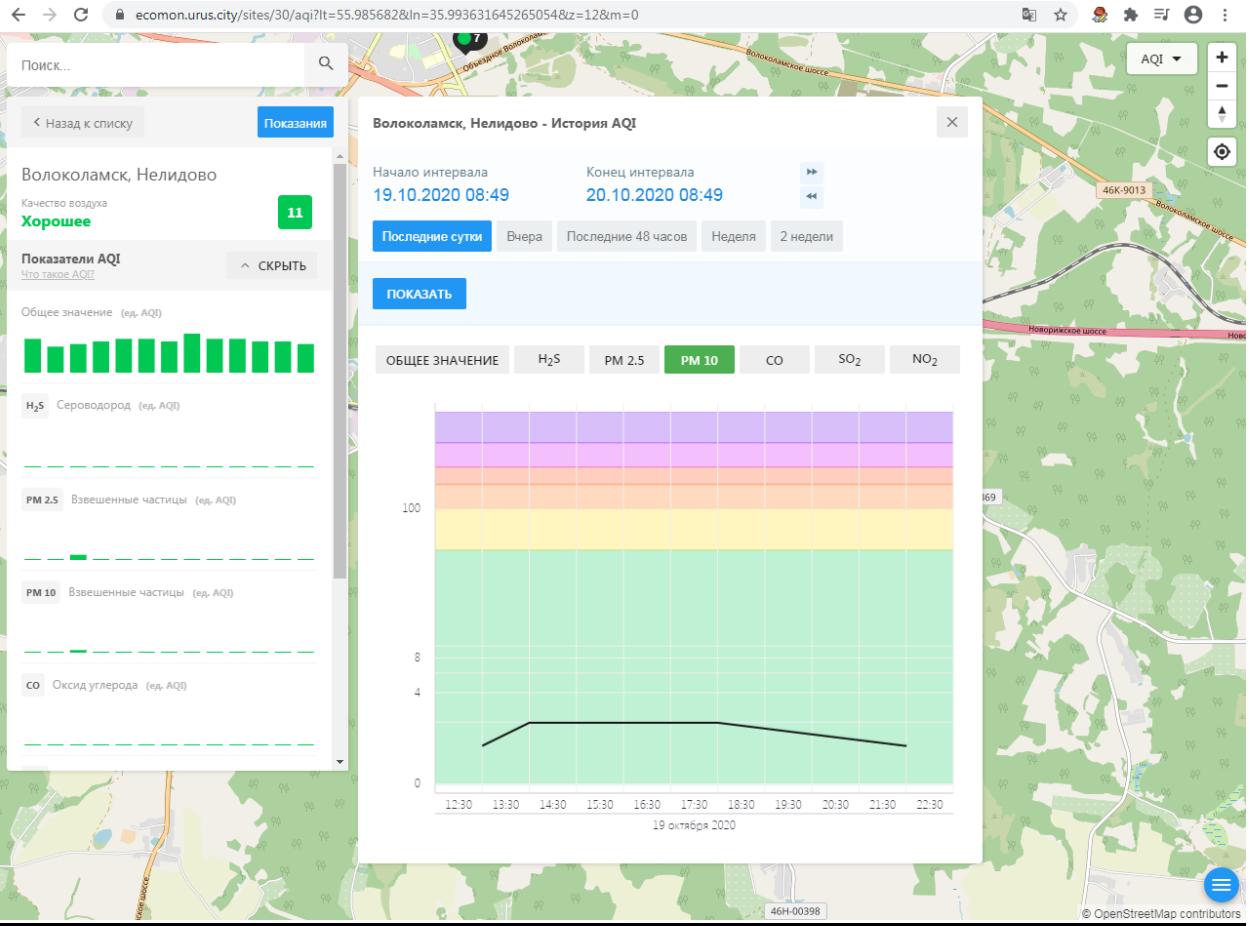 ecomon.urus.city/sites/30/aqi?lt=55.985682&ln=35.99363164526505​4&z=12&m=0
7
Объездное Волокол
Волоколамское шоссе
Поиск...
AQI
Назад к списку
Показания
Волоколамск, Нелидово - История AQI
Волоколамск, Нелидово
Качество воздуха
Хорошее
11
Показатели AQI
Что такое AQI?
СКРЫТЬ
Общее значение (ед. AQI)
H2S Сероводород (ед. AQI)
PM 2.5 Взвешенные частицы (ед. AQI)
PM 10 Взвешенные частицы (ед. AQI)
CO Оксид углерода (ед. AQI)
Начало интервала
19.10.2020 08:49
Конец интервала
20.10.2020 08:49
Последние сутки
Вчера
Последние 48 часов
Неделя
2 недели
ПОКАЗАТЬ
ОБЩЕЕ ЗНАЧЕНИЕ
H2S
PM 2.5
PM 10
CO
SO2
NO2
100
8
4
0
12:30 13:30 14:30 15:30 16:30 17:30 18:30 19:30 20:30 21:30 22:30
19 октября 2020
46К-9013
Волоколамское шоссе
Новорижское шоссе
Ново
369
кое шоссе
46Н-00398
© OpenStreetMap contributors